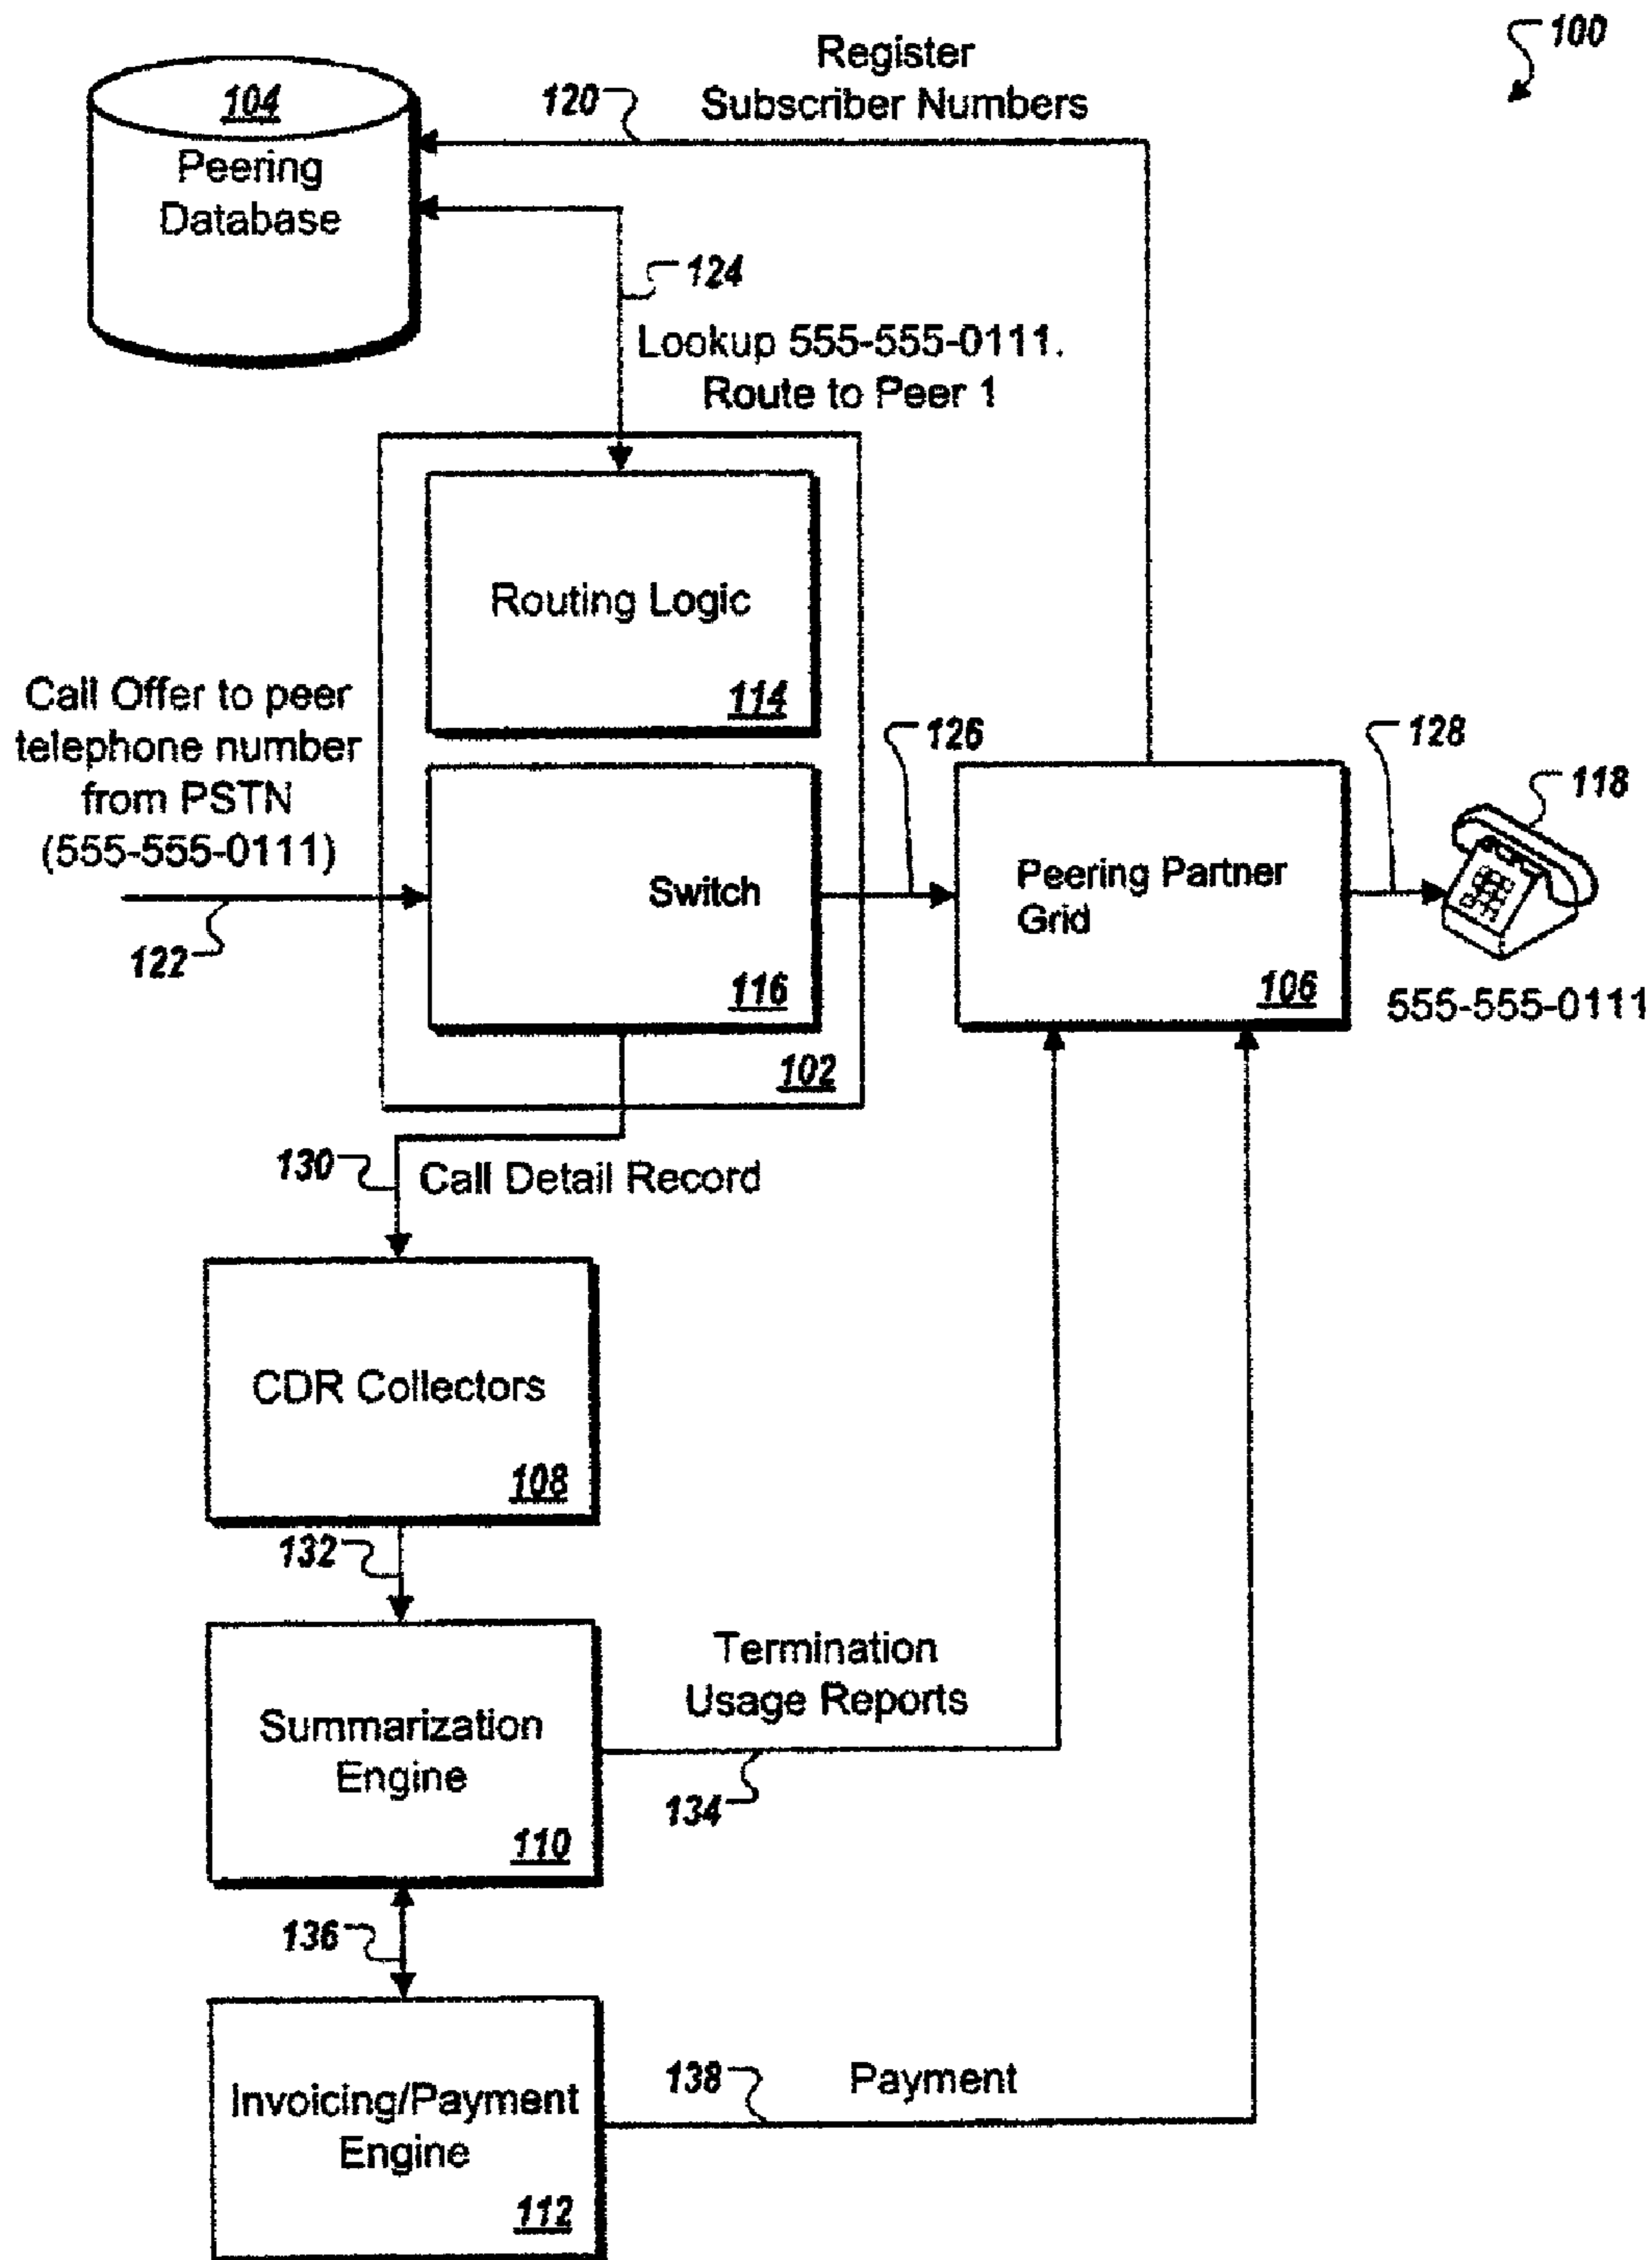 100
Register
Subscriber Numbers
120
104
Peering
Database
124
Lookup 555-555-0111.
Route to Peer 1
Routing Logic
114
Call Offer to peer
telephone number
from PSTN
(555-555-0111)
122
Switch
116
102
126
Peering Partner
Grid
106
128
118
555-555-0111
130
Call Detail Record
CDR Collectors
108
132
Summarization
Engine
110
Termination
Usage Reports
134
136
Invoicing/Payment
Engine
112
138
Payment